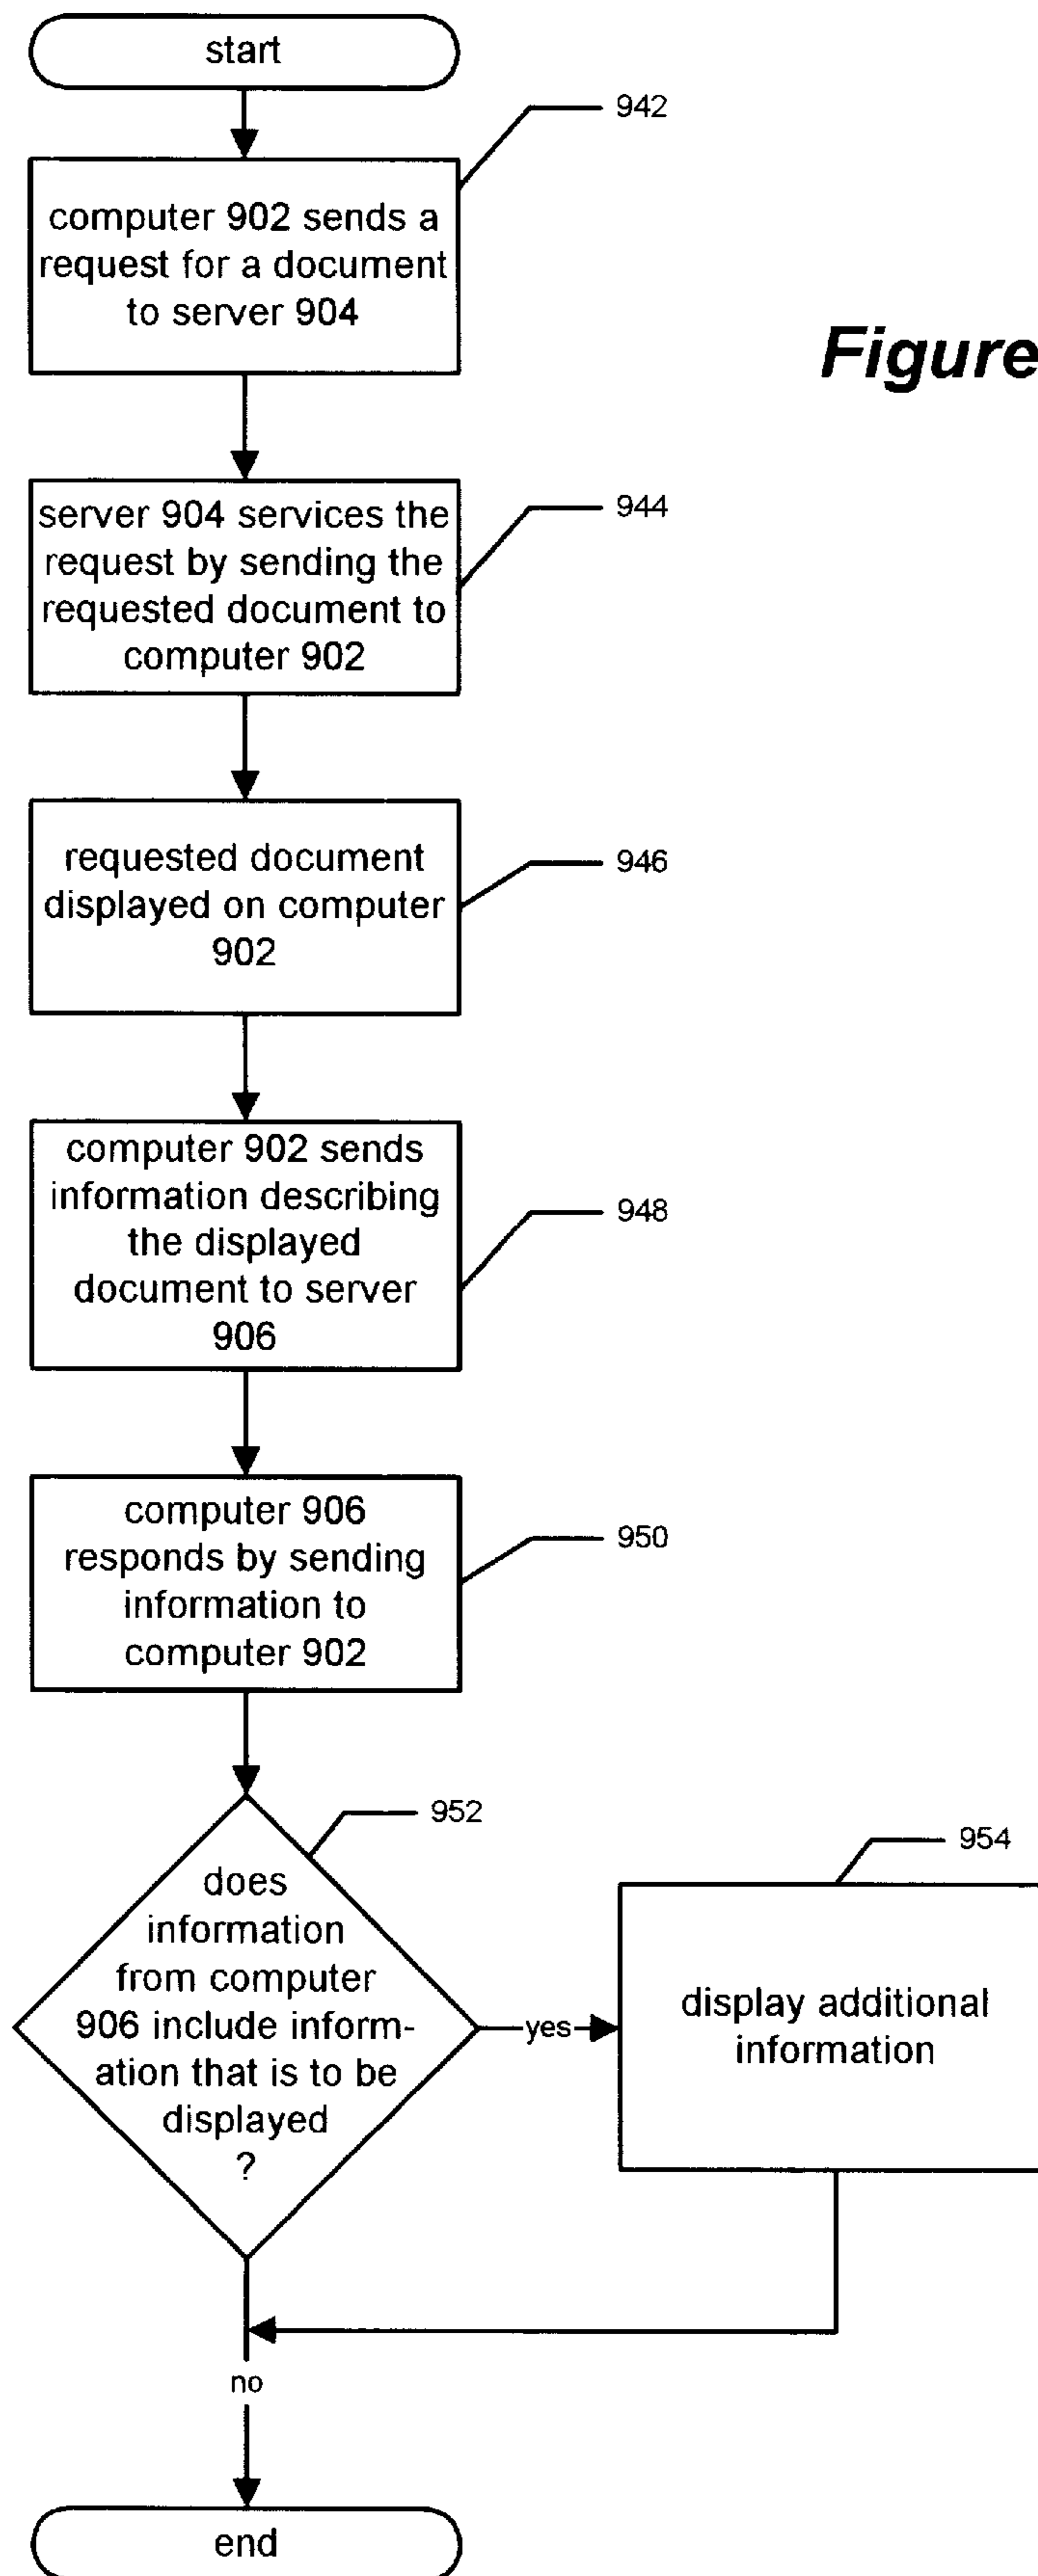 start
942
computer 902 sends a
request for a document
to server 904
Figure
server 904 services the
request by sending the
requested document to
computer 902
944
requested document
displayed on computer
902
946
computer 902 sends
information describing
the displayed
document to server
906
948
computer 906
responds by sending
information to
computer 902
950
952
does
information
from computer
906 include inform-
ation that is to be
displayed
?
yes
954
display additional
information
no
end